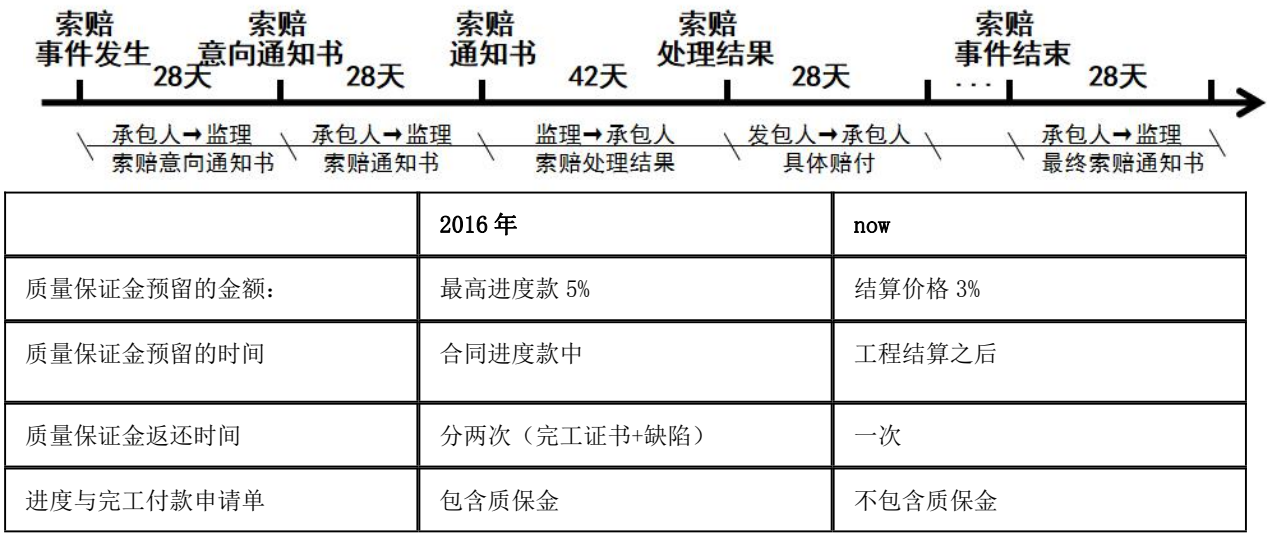 索赔 索赔 索赔 索赔 索赔
事件发生 意向通知书 通知书 处理结果 事件结束
28天 28天 42天 28天 ... 28天
承包人→监理 承包人→监理 监理→承包人 发包人→承包人 承包人→监理
索赔意向通知书 索赔通知书 索赔处理结果 具体赔付 最终索赔通知书
2016 年 now
质量保证金预留的金额: 最高进度款 5% 结算价格 3%
质量保证金预留的时间 合同进度款中 工程结算之后
质量保证金返还时间 分两次（完工证书+缺陷） 一次
进度与完工付款申请单 包含质保金 不包含质保金